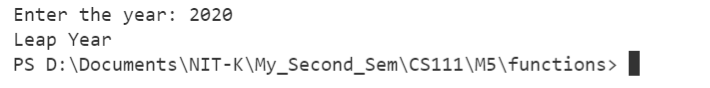 Enter the year: 2020
Leap Year
PS D:\Documents\NIT-K\My_Second_Sem\CS111\M5\functions>